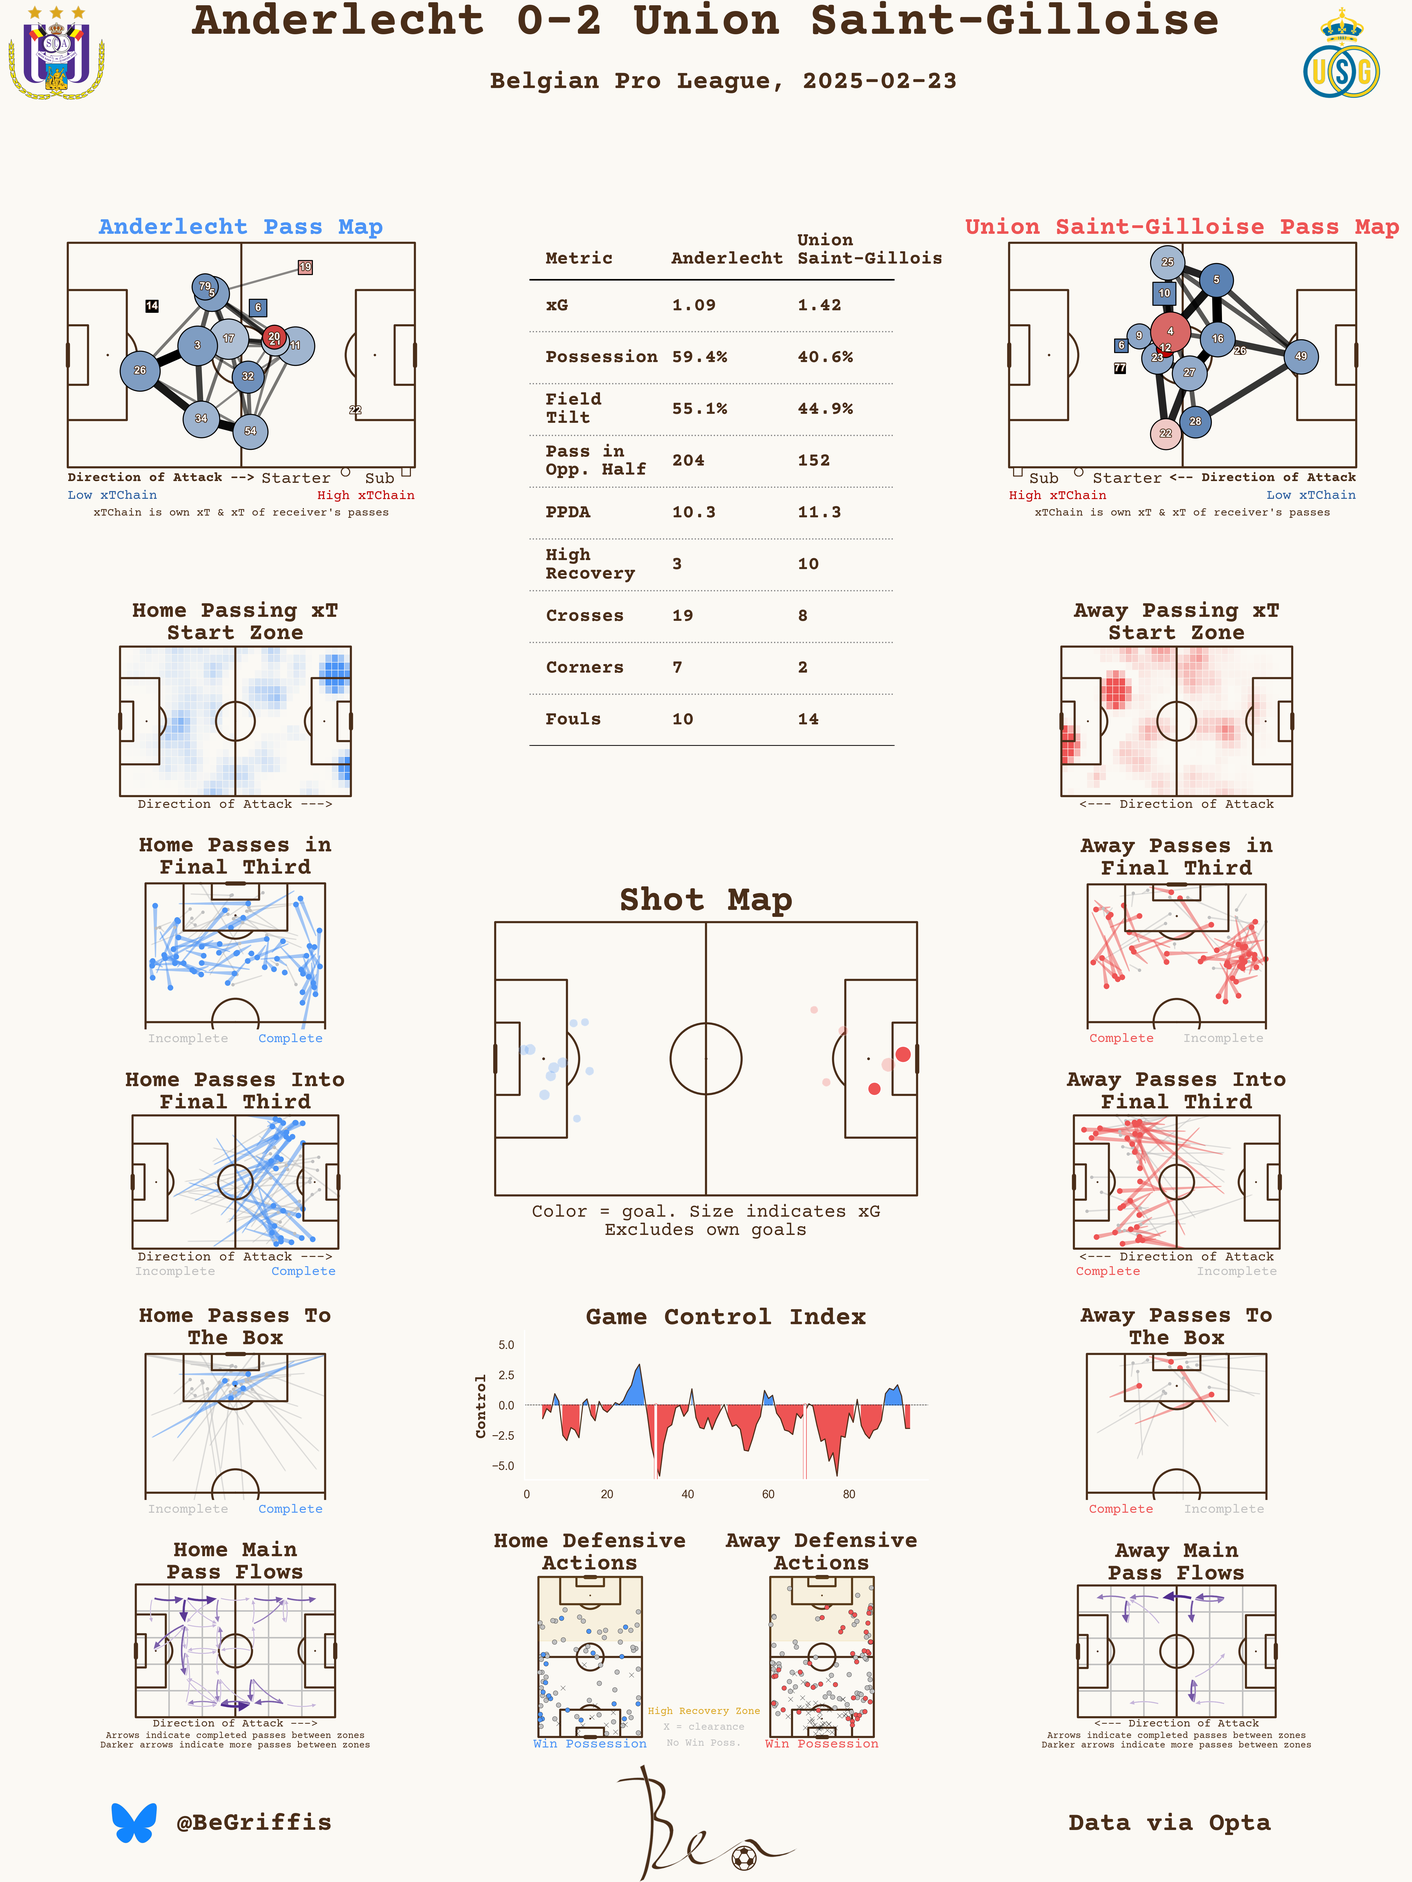 Anderlecht 0-2 Union Saint-Gilloise
Belgian Pro League, 2025-02-23
USG
Anderlecht Pass Map
79
5
19
14
6
17
20
21
11
3
26
32
34
54
22
Direction of Attack --> Starter Sub
Low xTChain High xTChain
xTChain is own xT & xT of receiver's passes
Metric Anderlecht Union
Saint-Gillois
xG 1.09 1.42
Possession 59.4% 40.6%
Field
Tilt 55.1% 44.9%
Pass in
Opp. Half 204 152
PPDA 10.3 11.3
High
Recovery 3 10
Crosses 19 8
Corners 7 2
Fouls 10 14
Union Saint-Gilloise Pass Map
25
5
10
4
9
6
12
16
26
49
23
77
27
28
22
Sub Starter <-- Direction of Attack
High xTChain Low xTChain
xTChain is own xT & xT of receiver's passes
Home Passing xT
Start Zone
Direction of Attack --->
Away Passing xT
Start Zone
<--- Direction of Attack
Home Passes in
Final Third
Incomplete Complete
Away Passes in
Final Third
Complete Incomplete
Shot Map
Color = goal. Size indicates xG
Excludes own goals
Home Passes Into
Final Third
Direction of Attack --->
Incomplete Complete
Away Passes Into
Final Third
<--- Direction of Attack
Complete Incomplete
Home Passes To
The Box
Incomplete Complete
Game Control Index
Control
5.0
2.5
0.0
−2.5
−5.0
0 20 40 60 80
Away Passes To
The Box
Complete Incomplete
Home Main
Pass Flows
Direction of Attack --->
Arrows indicate completed passes between zones
Darker arrows indicate more passes between zones
Home Defensive
Actions
Win Possession
High Recovery Zone
X = clearance
No Win Poss.
Away Defensive
Actions
Win Possession
Away Main
Pass Flows
<--- Direction of Attack
Arrows indicate completed passes between zones
Darker arrows indicate more passes between zones
@BeGriffis
Ben
Data via Opta